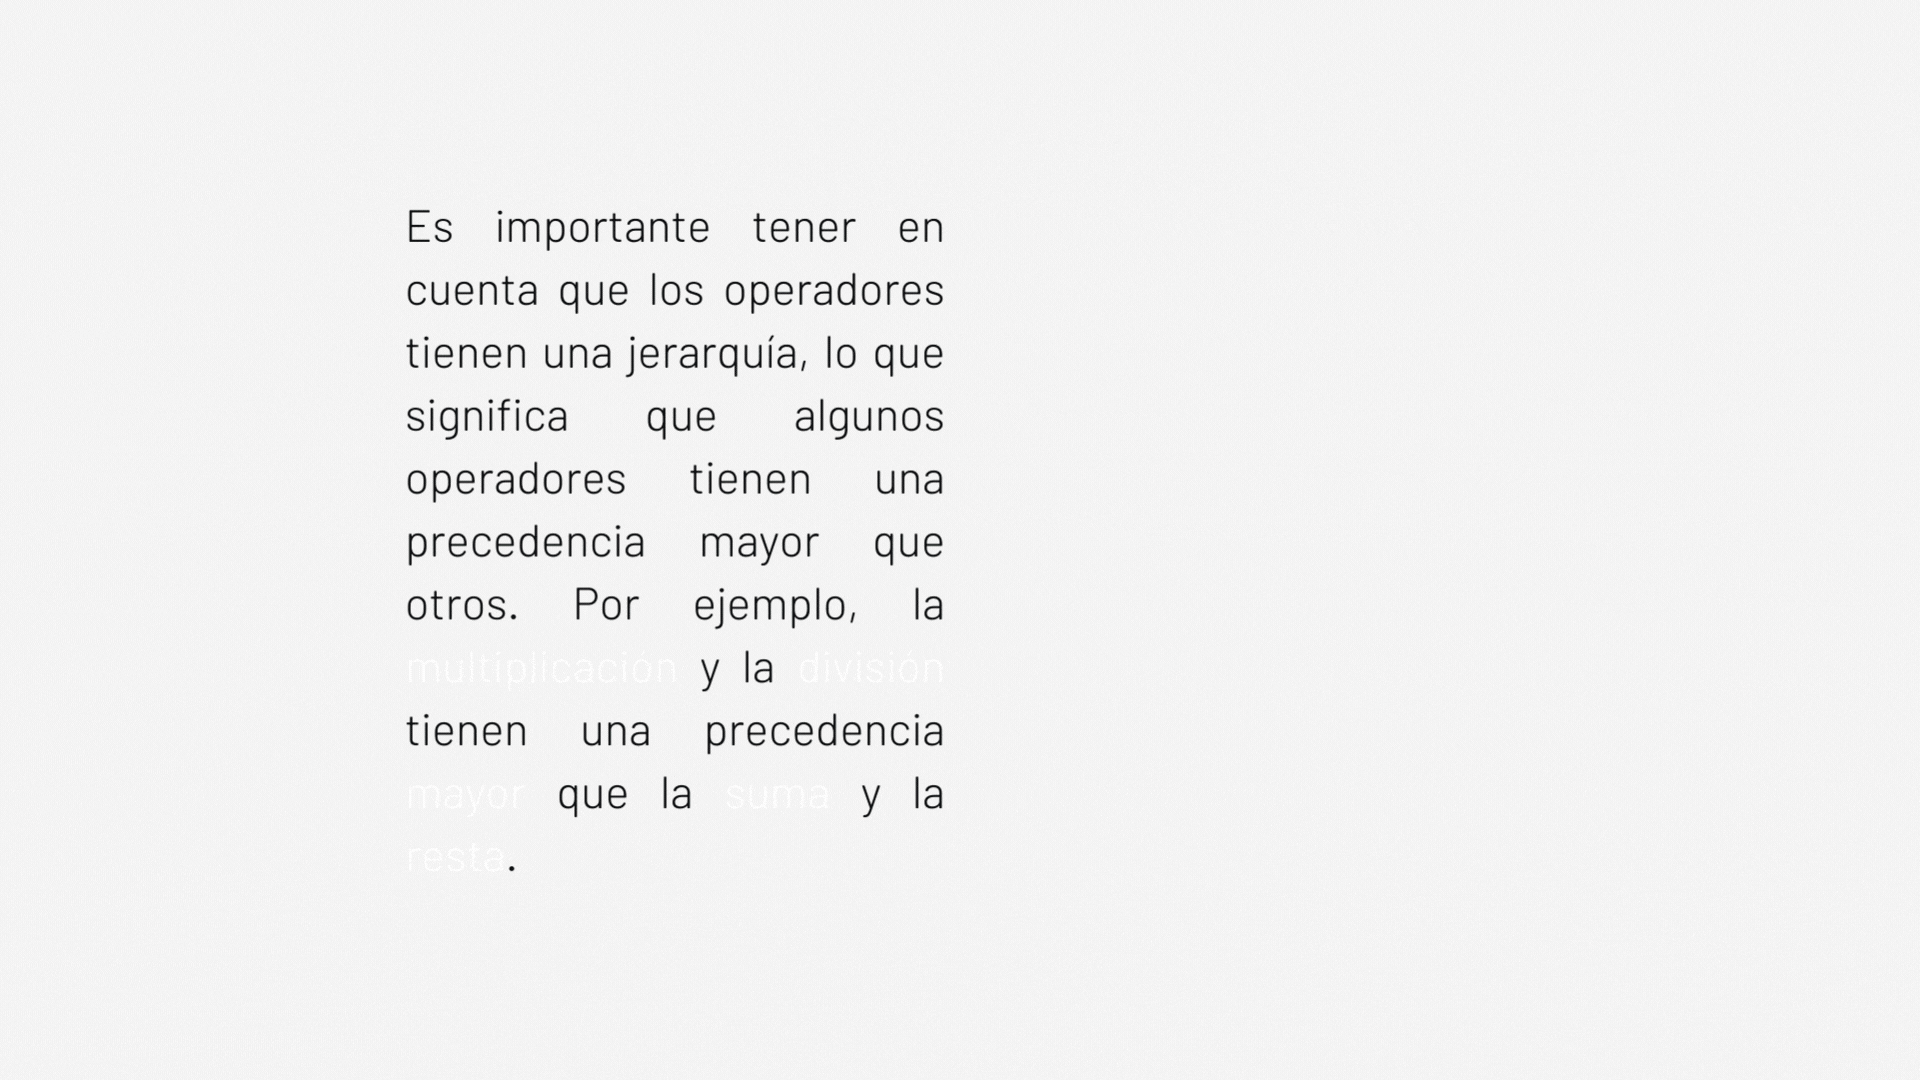 Es importante tener en
cuenta que los operadores
tienen una jerarquía, lo que
significa que algunos
operadores tienen una
precedencia mayor que
otros. Por ejemplo, la
multiplicación y la división
tienen una precedencia
mayor que la suma y la
resta.